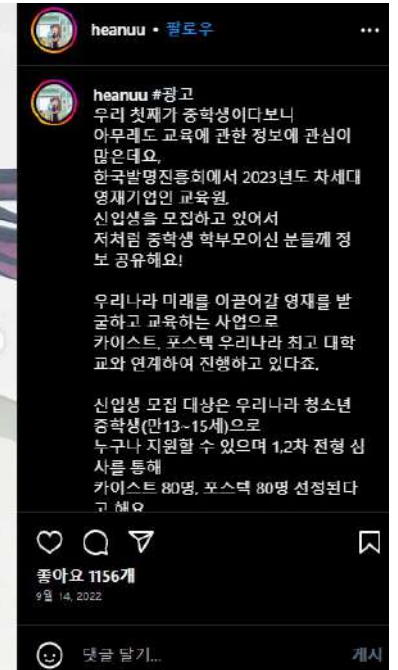 heanuu • 팔로우
heanuu #광고
우리 첫째가 중학생이다보니
아무래도 교육에 관한 정보에 관심이
많은데요,
한국발명진흥회에서 2023년도 차세대
영재기업인 교육원,
신입생을 모집하고 있어서
저처럼 중학생 학부모이신 분들께 정
보 공유해요!
우리나라 미래를 이끌어갈 영재를 발
굴하고 교육하는 사업으로
카이스트, 포스텍 우리나라 최고 대학
교와 연계하여 진행하고 있다죠.
신입생 모집 대상은 우리나라 청소년
중학생(만13~15세)으로
누구나 지원할 수 있으며 1,2차 전형 심
사를 통해
카이스트 80명, 포스텍 80명 선정된다
고 해요
좋아요 1156개
9월 14, 2022
댓글 달기...
게시